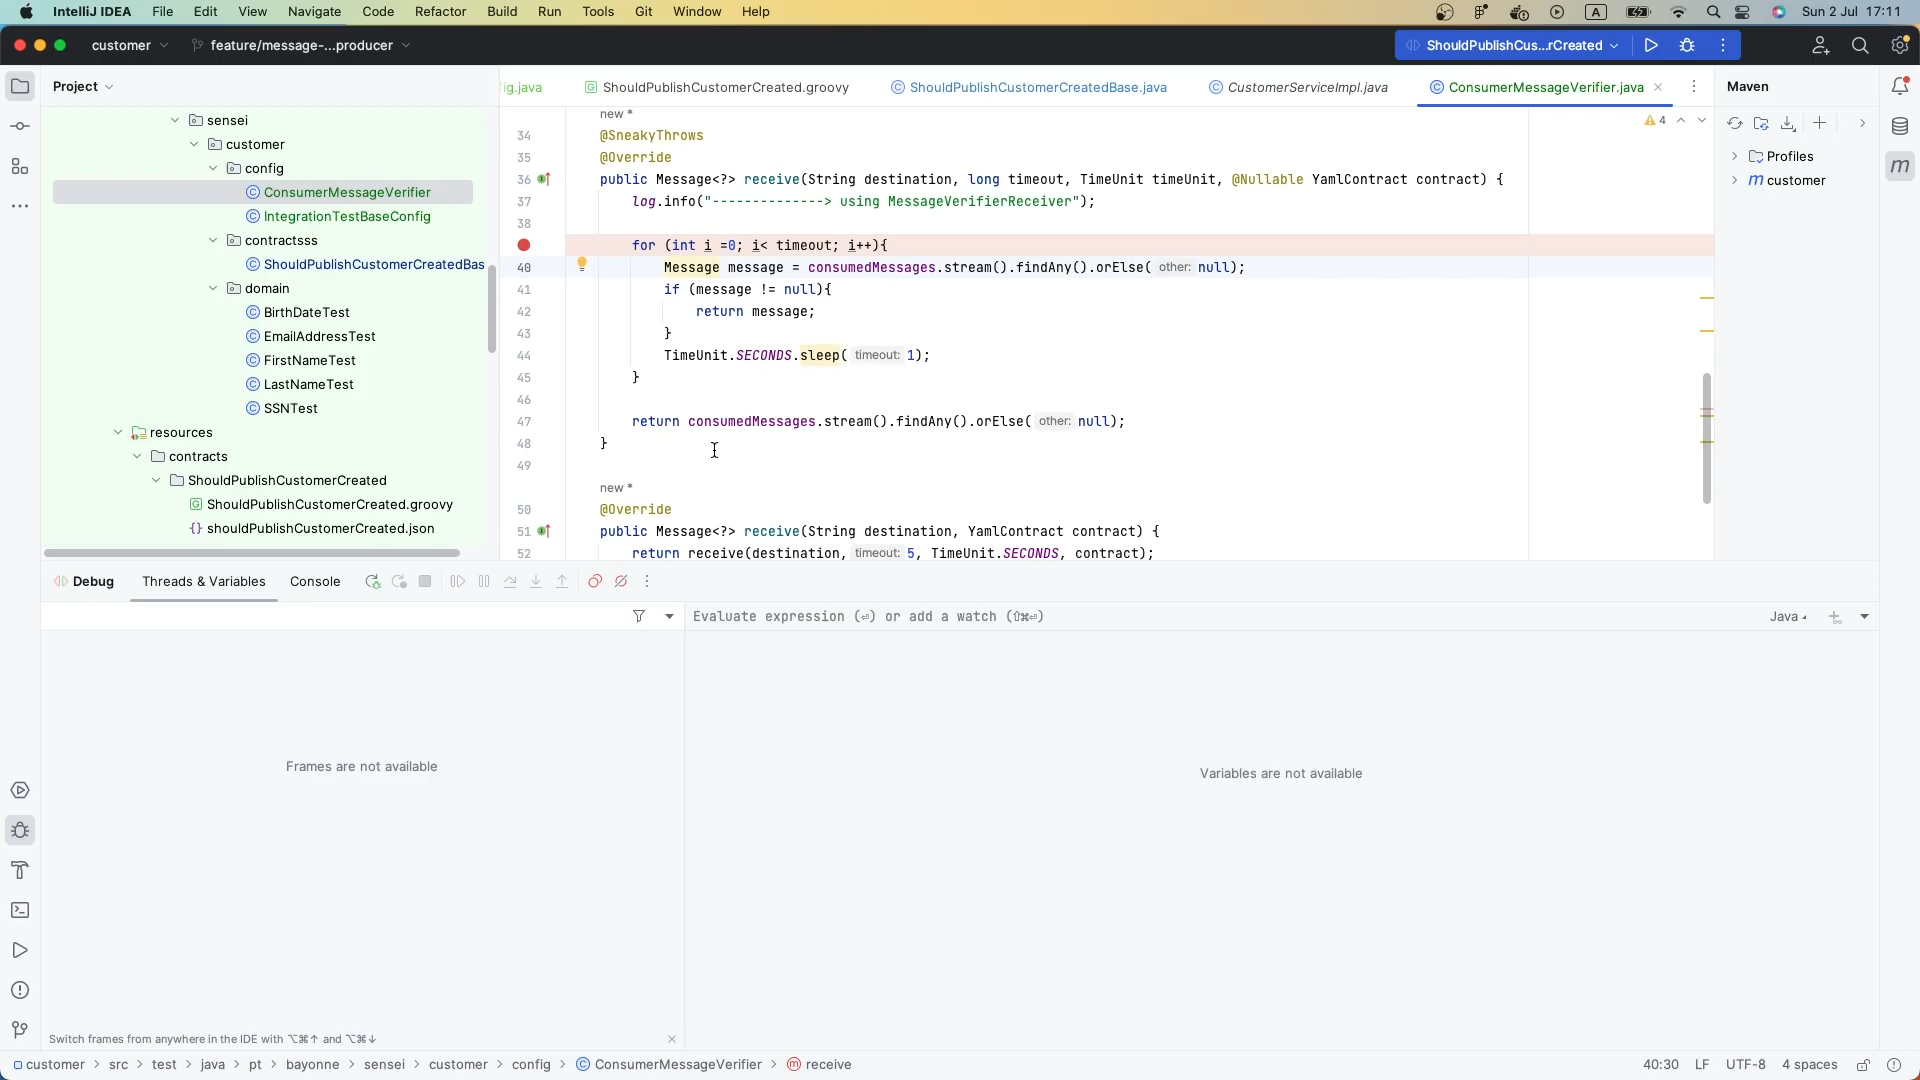 IntelliJ IDEA File Edit View Navigate Code Refactor Build Run Tools Git Window Help
A
Sun 2 Jul 17:11
customer
feature/message-...producer
ShouldPublishCus...rCreated
Project
ig.java
ShouldPublishCustomerCreated.groovy
ShouldPublishCustomerCreatedBase.java
CustomerServiceImpl.java
ConsumerMessageVerifier.java
Maven
sensei
customer
config
ConsumerMessageVerifier
IntegrationTestBaseConfig
contractsss
ShouldPublishCustomerCreatedBas
domain
BirthDateTest
EmailAddressTest
FirstNameTest
LastNameTest
SSNTest
resources
contracts
ShouldPublishCustomerCreated
ShouldPublishCustomerCreated.groovy
{} shouldPublishCustomerCreated.json
new *
34 @SneakyThrows
35 @Override
36 public Message<?> receive(String destination, long timeout, TimeUnit timeUnit, @Nullable YamlContract contract) {
37 log.info("--------------> using MessageVerifierReceiver");
38
for (int i =0; i< timeout; i++){
40 Message message = consumedMessages.stream().findAny().orElse( other: null);
41 if (message != null){
42 return message;
43 }
44 TimeUnit.SECONDS.sleep( timeout: 1);
45 }
46
47 return consumedMessages.stream().findAny().orElse( other: null);
48 }
49
new *
50 @Override
51 public Message<?> receive(String destination, YamlContract contract) {
52 return receive(destination, timeout: 5, TimeUnit.SECONDS, contract);
4
Profiles
m customer
m
Debug
Threads & Variables
Console
Evaluate expression (⏎) or add a watch (⇧⌘⏎)
Java
Frames are not available
Variables are not available
Switch frames from anywhere in the IDE with ⌥⌘↑ and ⌥⌘↓
customer > src > test > java > pt > bayonne > sensei > customer > config > ConsumerMessageVerifier > receive
40:30 LF UTF-8 4 spaces